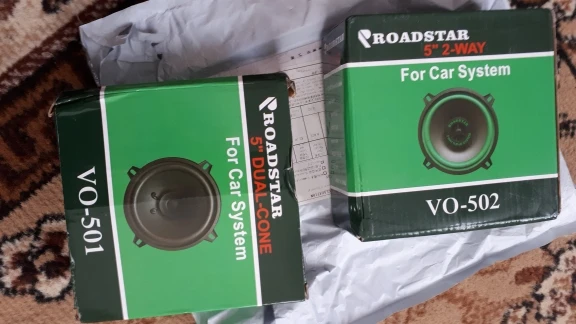 ROADSTAR
5" DUAL-CONE
For Car System
VO-501
ROADSTAR
5" 2-WAY
For Car System
VO-502